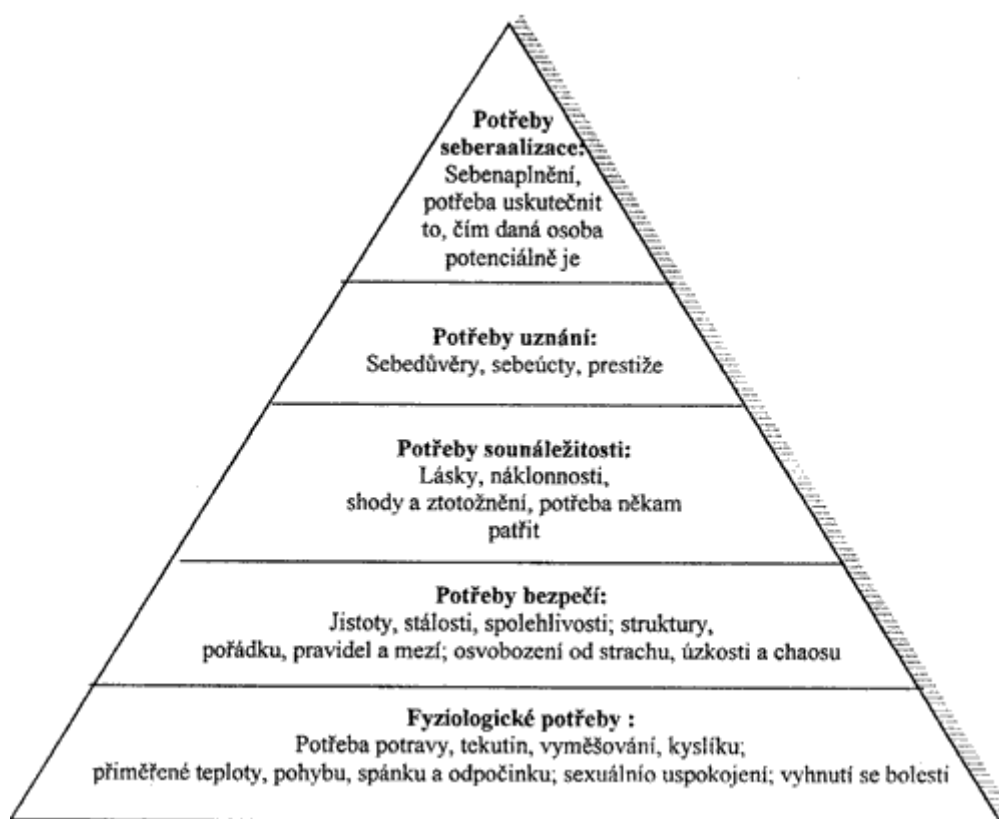 Potřeby
seberaalizace:
Sebenaplnění,
potřeba uskutečnit
to, čím daná osoba
potenciálně je
Potřeby uznání:
Sebedůvěry, sebeúcty, prestiže
Potřeby sounáležitosti:
Lásky, náklonnosti,
shody a ztotožnění, potřeba někam
patřit
Potřeby bezpečí:
Jistoty, stálosti, spolehlivosti; struktury,
pořádku, pravidel a mezí; osvobození od strachu, úzkosti a chaosu
Fyziologické potřeby :
Potřeba potravy, tekutin, vyměšování, kyslíku;
přiměřené teploty, pohybu, spánku a odpočinku; sexuálnío uspokojení; vyhnutí se bolesti